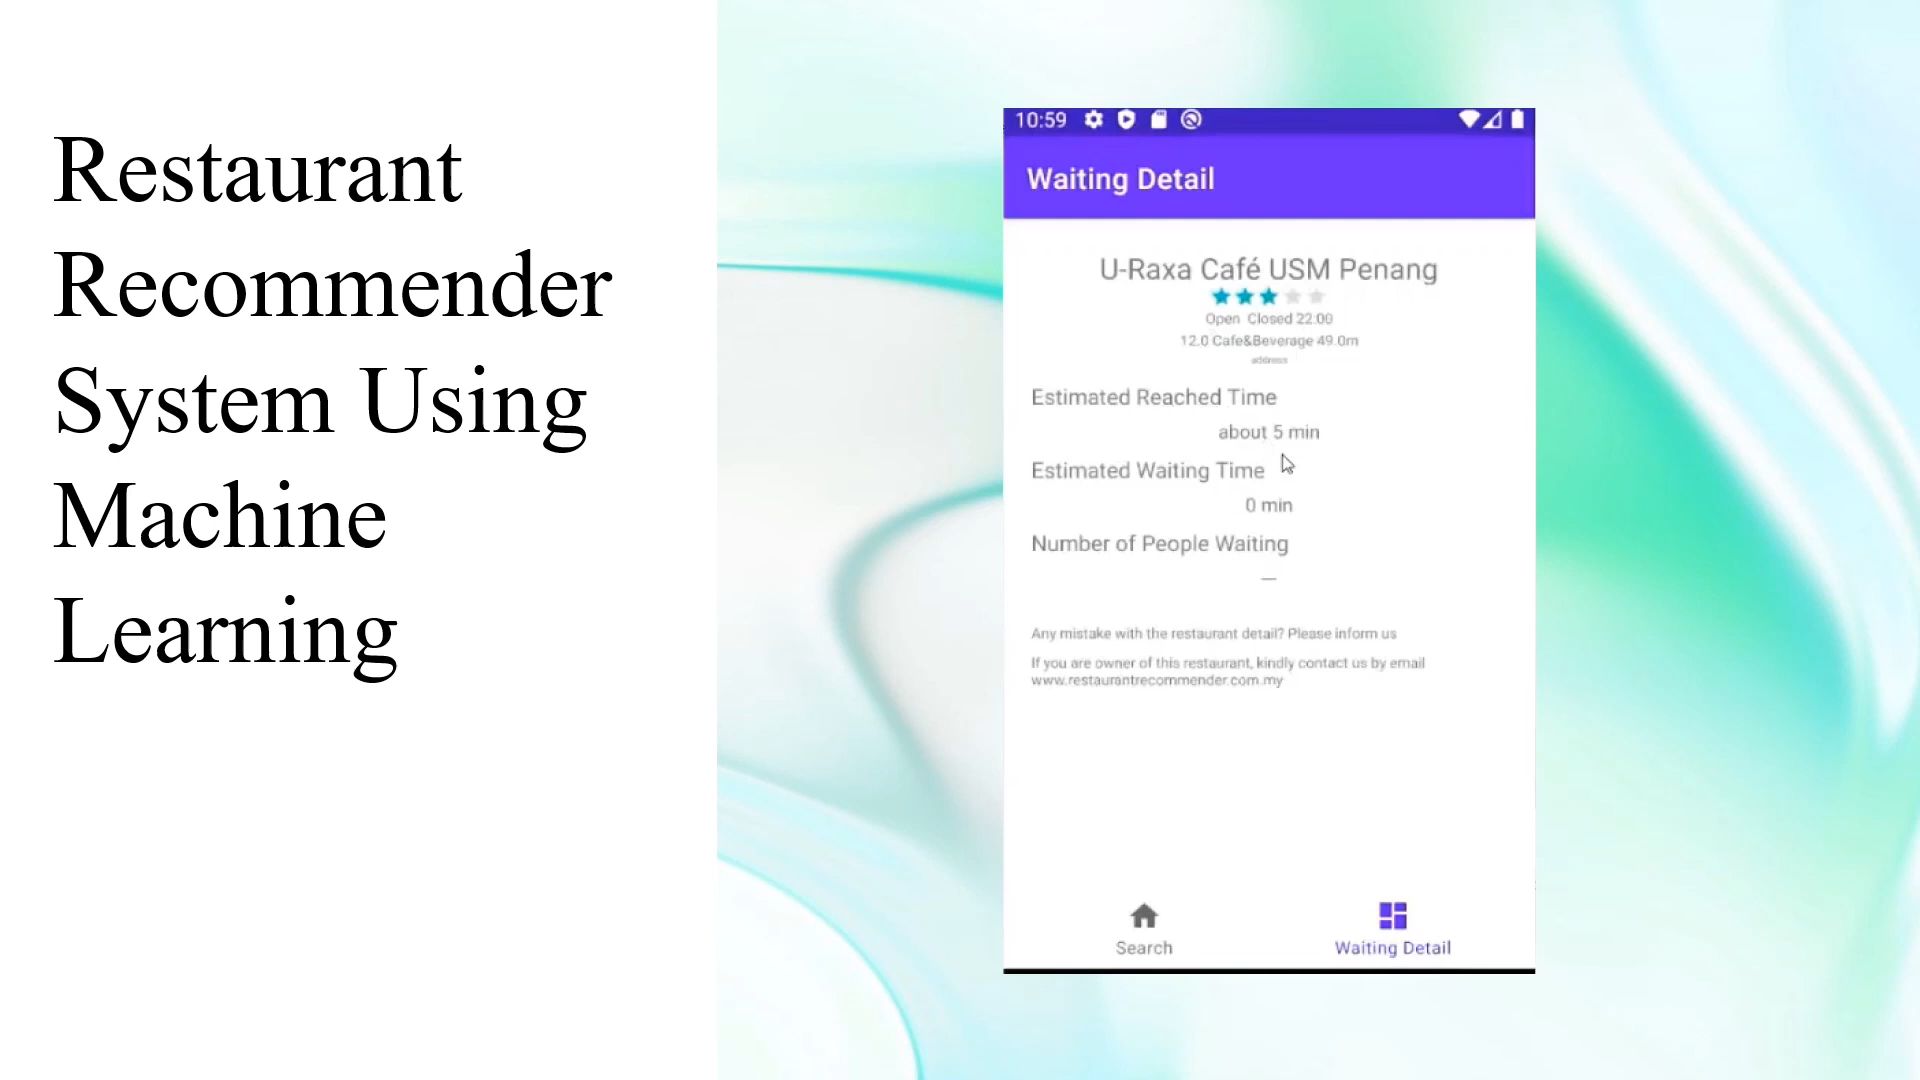 Restaurant
Recommender
System Using
Machine
Learning
10:59
Waiting Detail
U-Raxa Café USM Penang
Open Closed 22:00
12.0 Cafe&Beverage 49.0m
address
Estimated Reached Time
about 5 min
Estimated Waiting Time
0 min
Number of People Waiting
—
Any mistake with the restaurant detail? Please inform us
If you are owner of this restaurant, kindly contact us by email
www.restaurantrecommender.com.my
Search
Waiting Detail